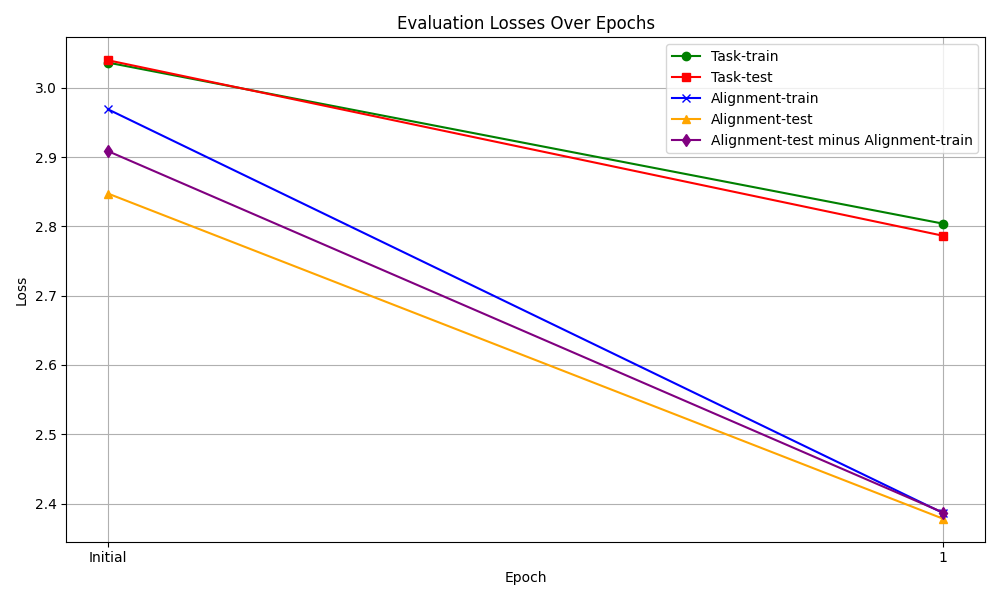 Evaluation Losses Over Epochs
Task-train
Task-test
Alignment-train
Alignment-test
Alignment-test minus Alignment-train
Loss
3.0
2.9
2.8
2.7
2.6
2.5
2.4
Initial
1
Epoch